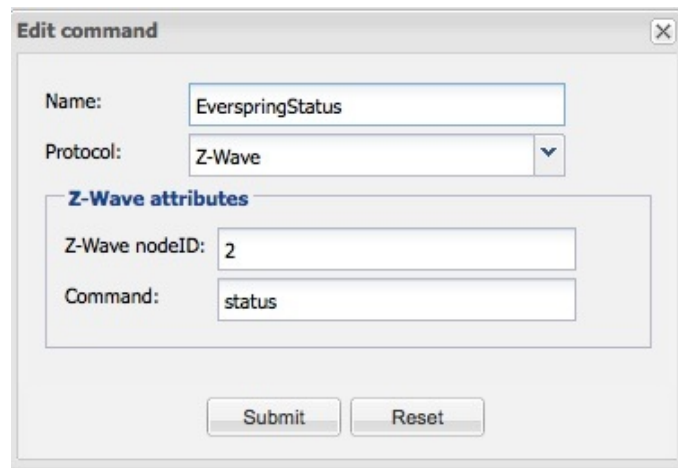 Edit command
Name: EverspringStatus
Protocol: Z-Wave
Z-Wave attributes
Z-Wave nodeID: 2
Command: status
Submit Reset